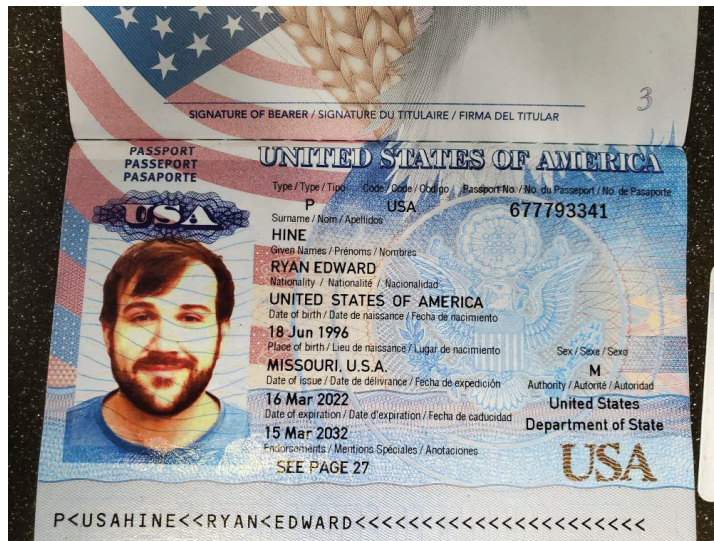 3
SIGNATURE OF BEARER / SIGNATURE DU TITULAIRE / FIRMA DEL TITULAR
PASSPORT
PASSEPORT
PASAPORTE
USA
UNITED STATES OF AMERICA
Type / Type / Tipo Code / Code / Codigo Passport No. / No. du Passeport / No. de Pasaporte
P USA 677793341
Surname / Nom / Apellidos
HINE
Given Names / Prénoms / Nombres
RYAN EDWARD
Nationality / Nationalité / Nacionalidad
UNITED STATES OF AMERICA
Date of birth / Date de naissance / Fecha de nacimiento
18 Jun 1996
Place of birth / Lieu de naissance / Lugar de nacimiento Sex / Sexe / Sexo
MISSOURI, U.S.A. M
Date of issue / Date de délivrance / Fecha de expedición Authority / Autorité / Autoridad
16 Mar 2022 United States
Date of expiration / Date d'expiration / Fecha de caducidad Department of State
15 Mar 2032
Endorsements / Mentions Spéciales / Anotaciones
SEE PAGE 27
USA
P<USAHINE<<RYAN<EDWARD<<<<<<<<<<<<<<<<<<<<<<